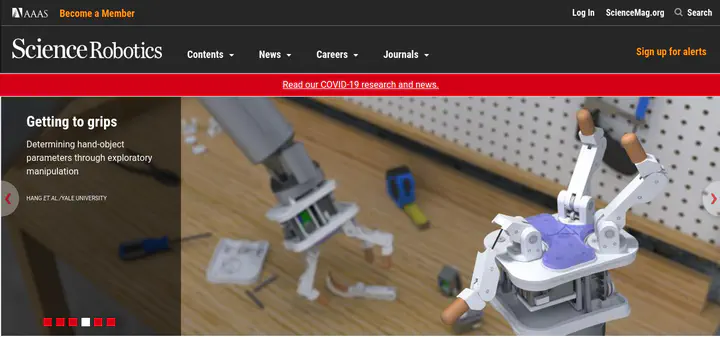 AAAS Become a Member Log In ScienceMag.org Search
Science Robotics Contents News Careers Journals Sign up for alerts
Read our COVID-19 research and news.
Getting to grips
Determining hand-object
parameters through exploratory
manipulation
HANG ET AL./YALE UNIVERSITY